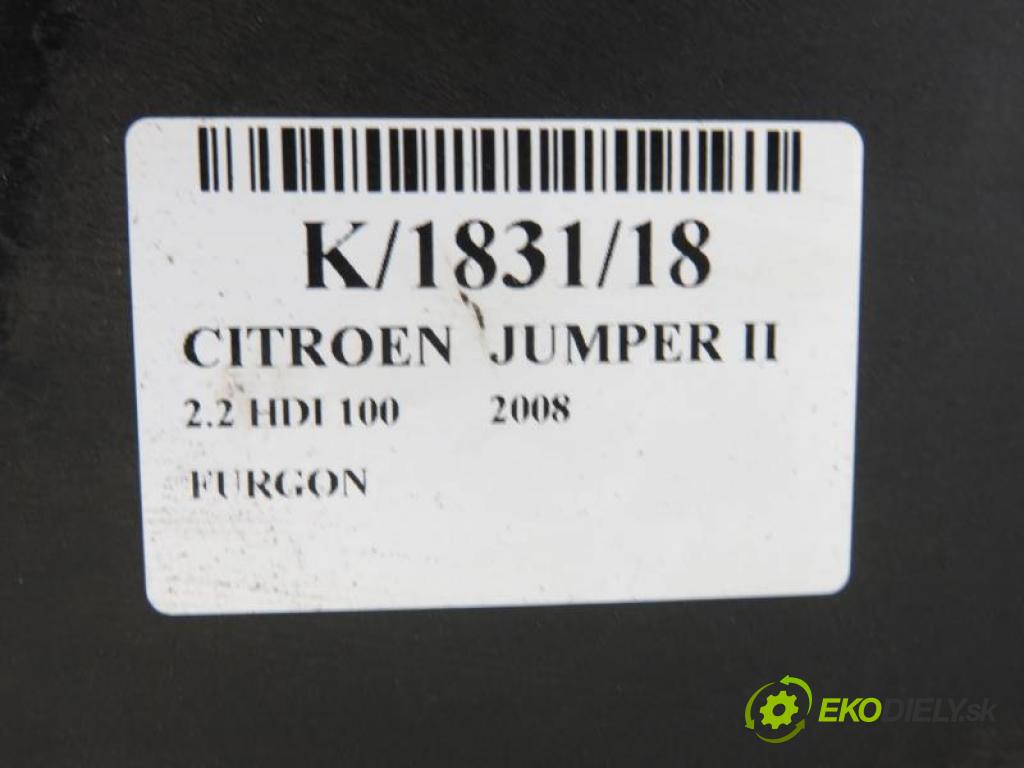 K/1831/18
CITROEN JUMPER II
2.2 HDI 100 2008
FURGON
EKODIELY.sk